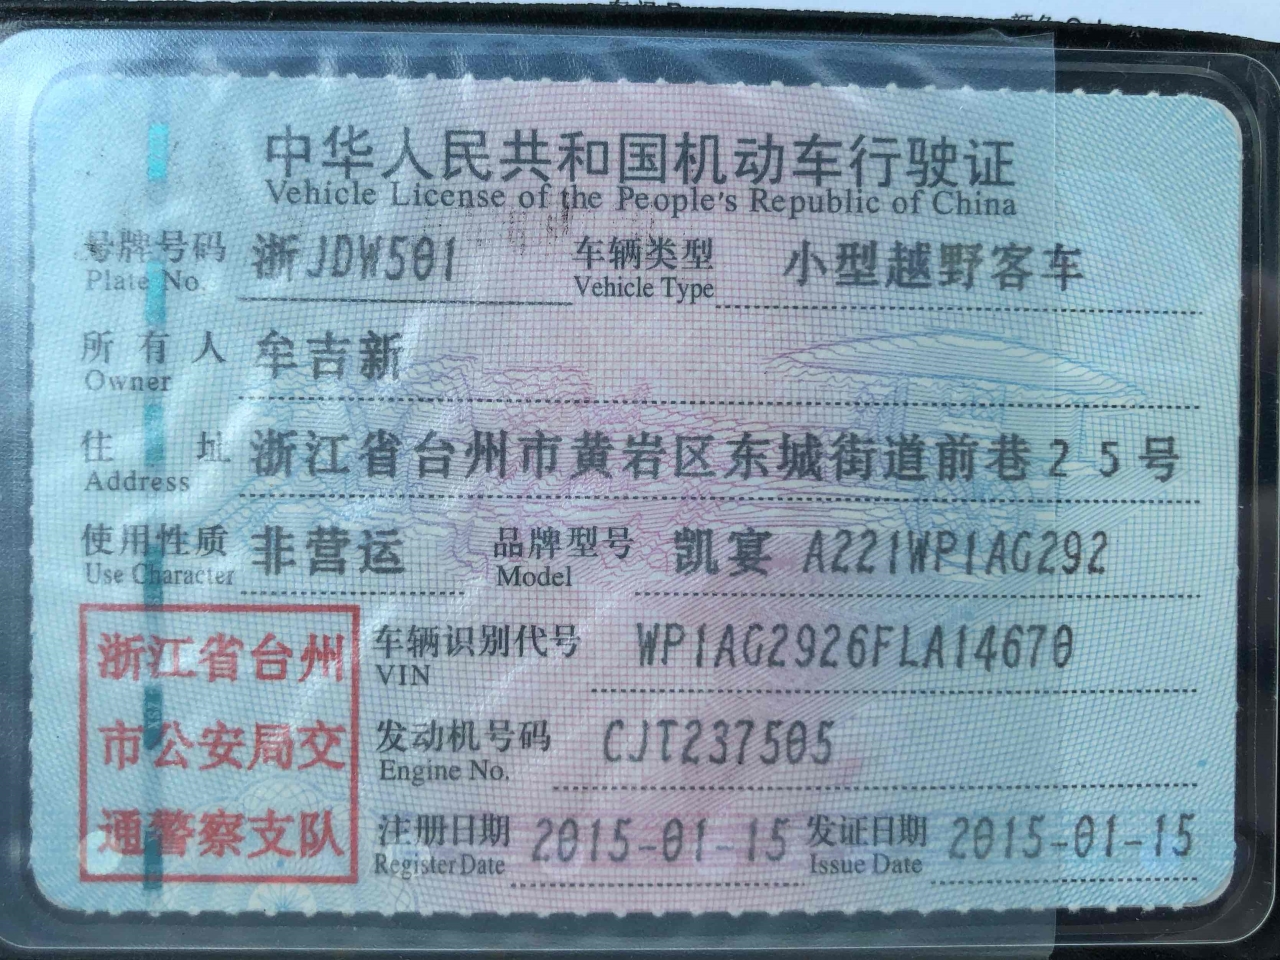 中华人民共和国机动车行驶证
Vehicle License of the People's Republic of China
号牌号码 浙JDW501 车辆类型 小型越野客车
Plate No. Vehicle Type
所有人 牟吉新
Owner
住址 浙江省台州市黄岩区东城街道前巷25号
Address
使用性质 非营运 品牌型号 凯宴 A221WP1AG292
Use Character Model
浙江省台州
市公安局交
通警察支队
车辆识别代号 WP1AG2926FLA14670
VIN
发动机号码 CJT237505
Engine No.
注册日期 2015-01-15 发证日期 2015-01-15
Register Date Issue Date